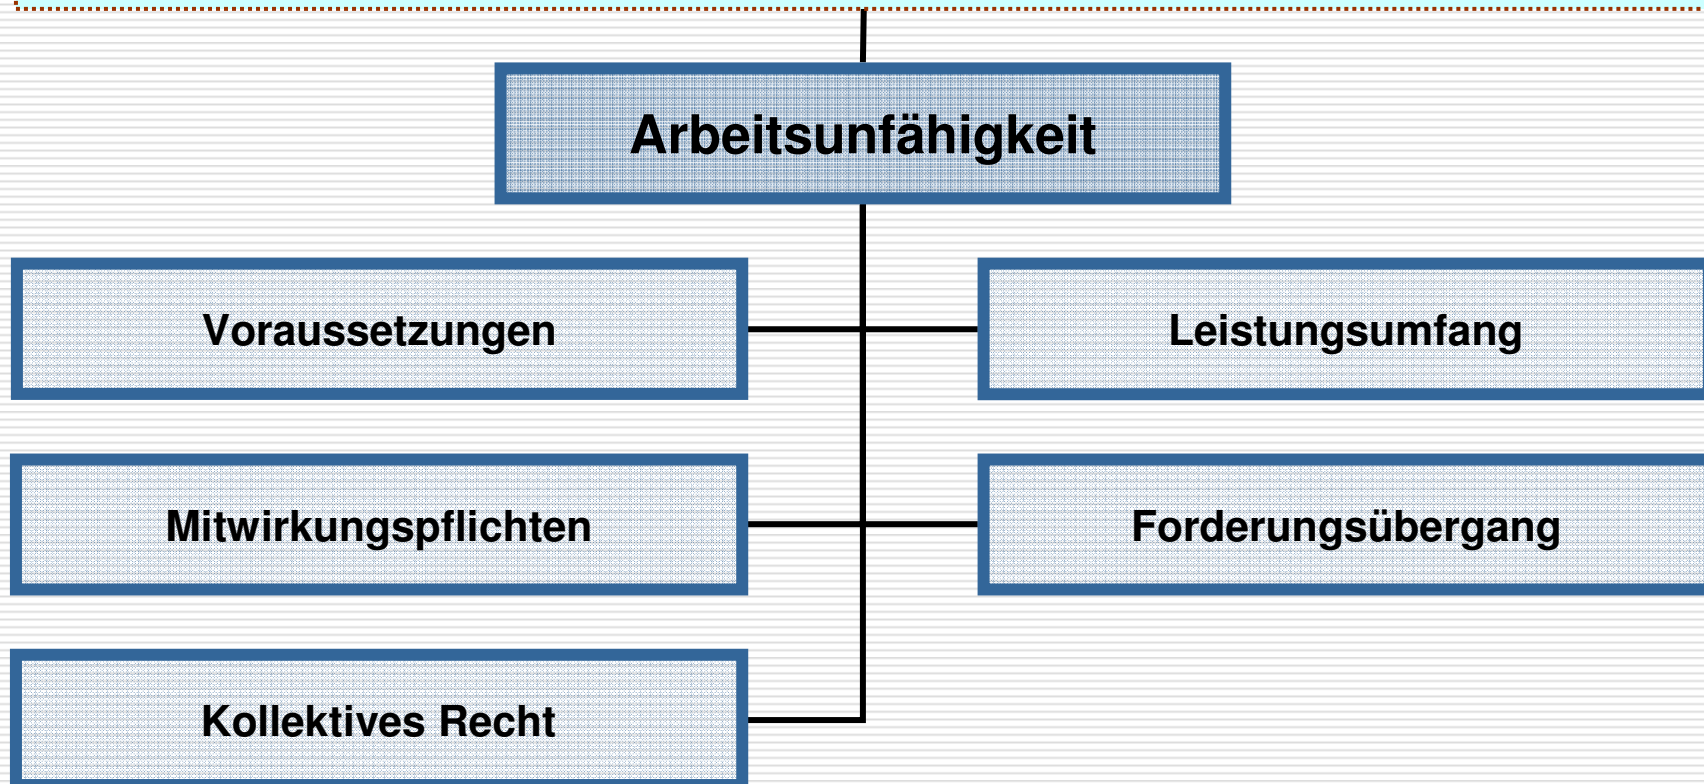 Arbeitsunfähigkeit
Voraussetzungen
Leistungsumfang
Mitwirkungspflichten
Forderungsübergang
Kollektives Recht